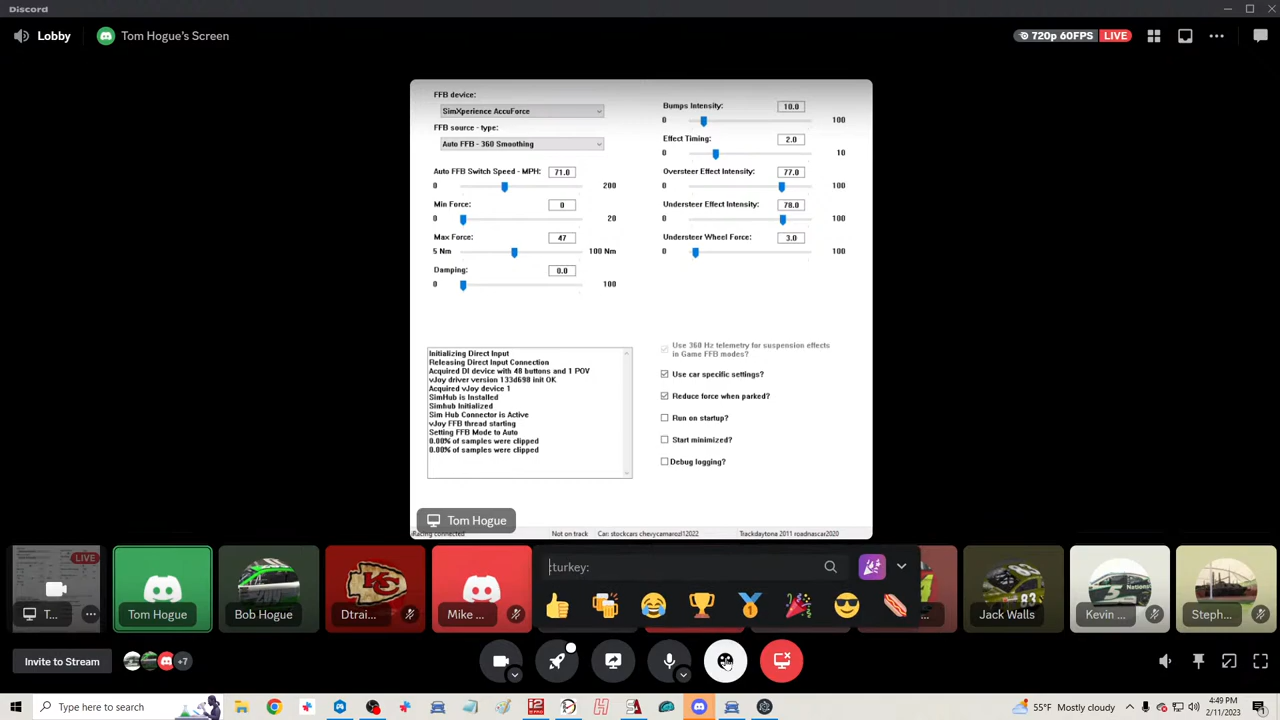 Discord
Lobby
Tom Hogue's Screen
720p 60FPS
LIVE
FFB device:
SimXperience AccuForce
FFB source - type:
Auto FFB - 360 Smoothing
Auto FFB Switch Speed - MPH: 71.0
0 200
Min Force: 0
0 20
Max Force: 47
5 Nm 100 Nm
Damping: 0.0
0 100
Bumps Intensity: 10.0
0 100
Effect Timing: 2.0
0 10
Oversteer Effect Intensity: 77.0
0 100
Understeer Effect Intensity: 78.0
0 100
Understeer Wheel Force: 3.0
0 100
Initializing Direct Input
Releasing Direct Input Connection
Acquired DI device with 48 buttons and 1 POV
vJoy driver version 133d698 init OK
Acquired vJoy device 1
SimHub is Installed
Simhub Initialized
Sim Hub Connector is Active
vJoy FFB thread starting
Setting FFB Mode to Auto
0.00% of samples were clipped
0.00% of samples were clipped
Use 360 Hz telemetry for suspension effects
in Game FFB modes?
Use car specific settings?
Reduce force when parked?
Run on startup?
Start minimized?
Debug logging?
Tom Hogue
Racing connected
Not on track
Car: stockcars chevycamarozl12022
Trackdaytona 2011 roadnascar2020
LIVE
T...
Tom Hogue
Bob Hogue
Dtrai...
Mike ...
:turkey:
Jack Walls
83
Kevin ...
Steph...
Invite to Stream
+7
Type here to search
55°F Mostly cloudy
4:49 PM
2/11/2023